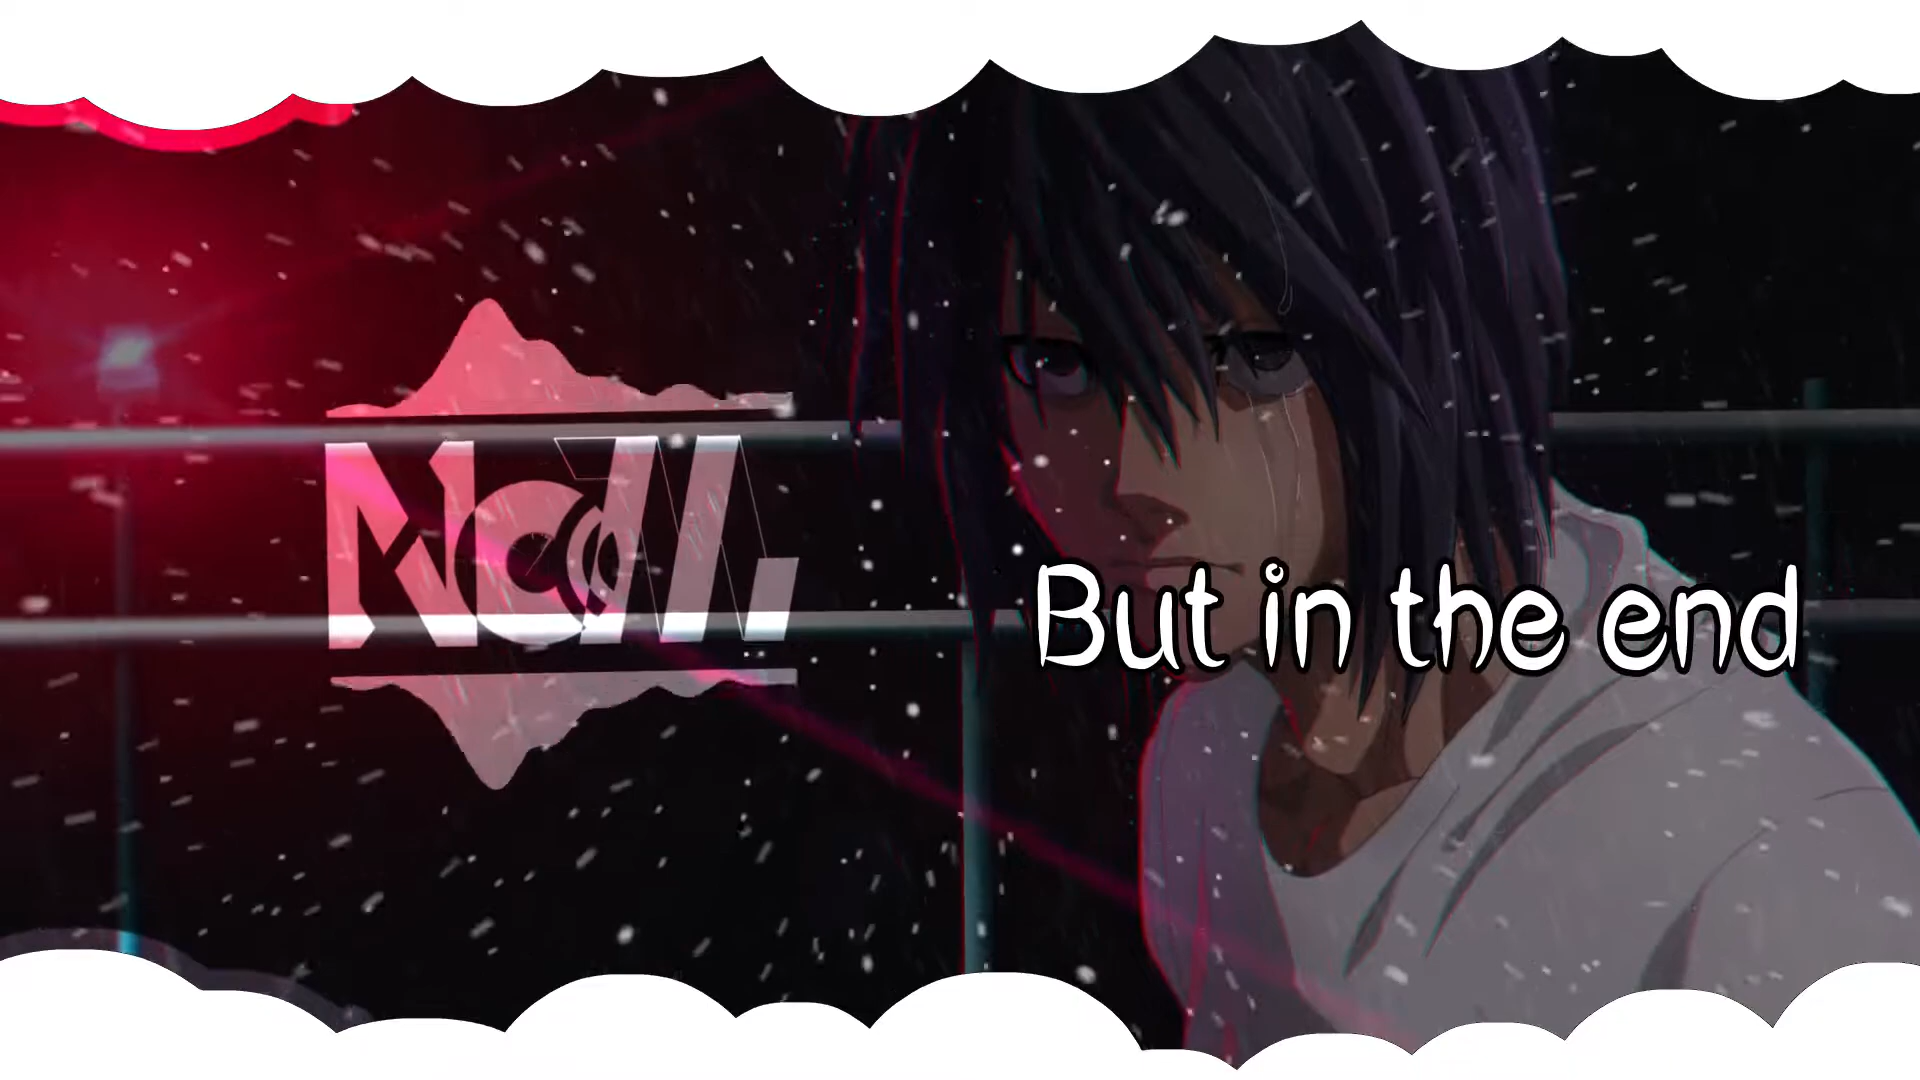 But in the end